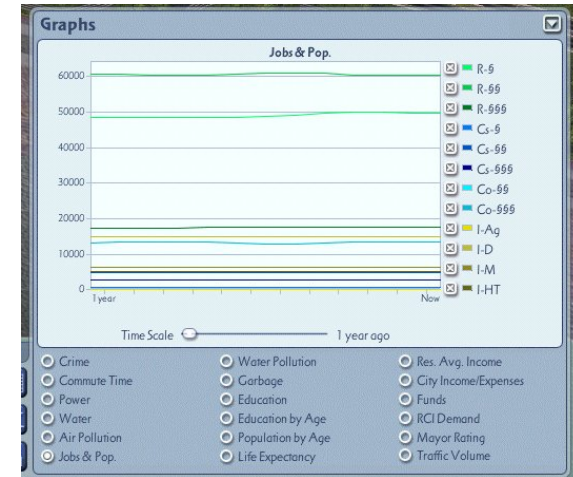 Graphs
Jobs & Pop.
60000
50000
40000
30000
20000
10000
0
1 year
Now
R-§
R-§§
R-§§§
Cs-§
Cs-§§
Cs-§§§
Co-§§
Co-§§§
I-Ag
I-D
I-M
I-HT
Time Scale 1 year ago
Crime Water Pollution Res. Avg. Income
Commute Time Garbage City Income/Expenses
Power Education Funds
Water Education by Age RCI Demand
Air Pollution Population by Age Mayor Rating
Jobs & Pop. Life Expectancy Traffic Volume